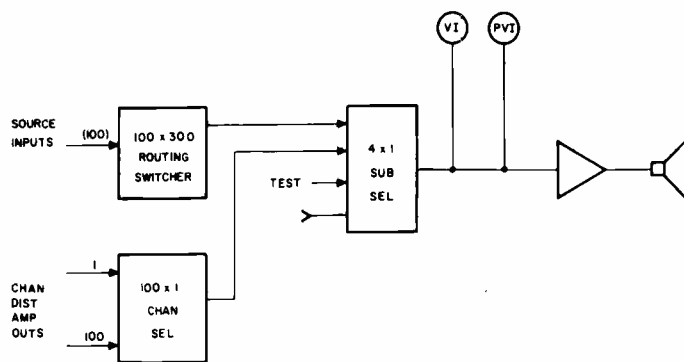 VI
PVI
SOURCE
INPUTS
(100)
100 x 300
ROUTING
SWITCHER
4 x 1
SUB
SEL
TEST
CHAN
DIST
AMP
OUTS
1
100
100 x 1
CHAN
SEL